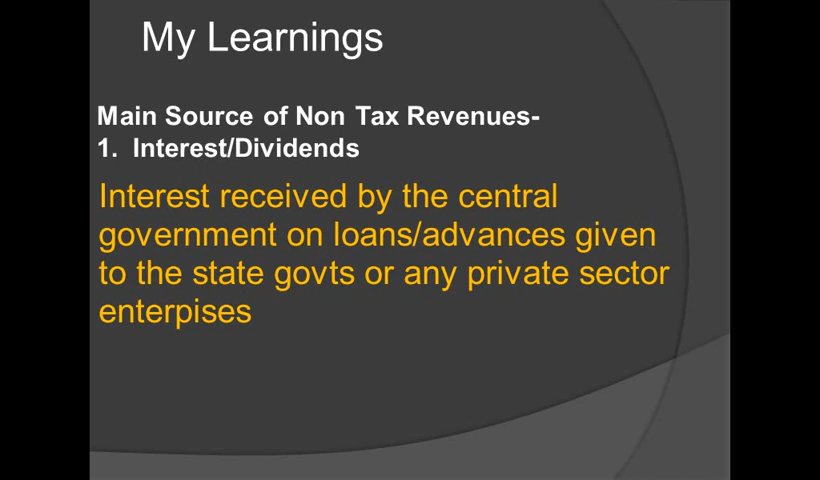 My Learnings
Main Source of Non Tax Revenues-
1. Interest/Dividends
Interest received by the central
government on loans/advances given
to the state govts or any private sector
enterpises